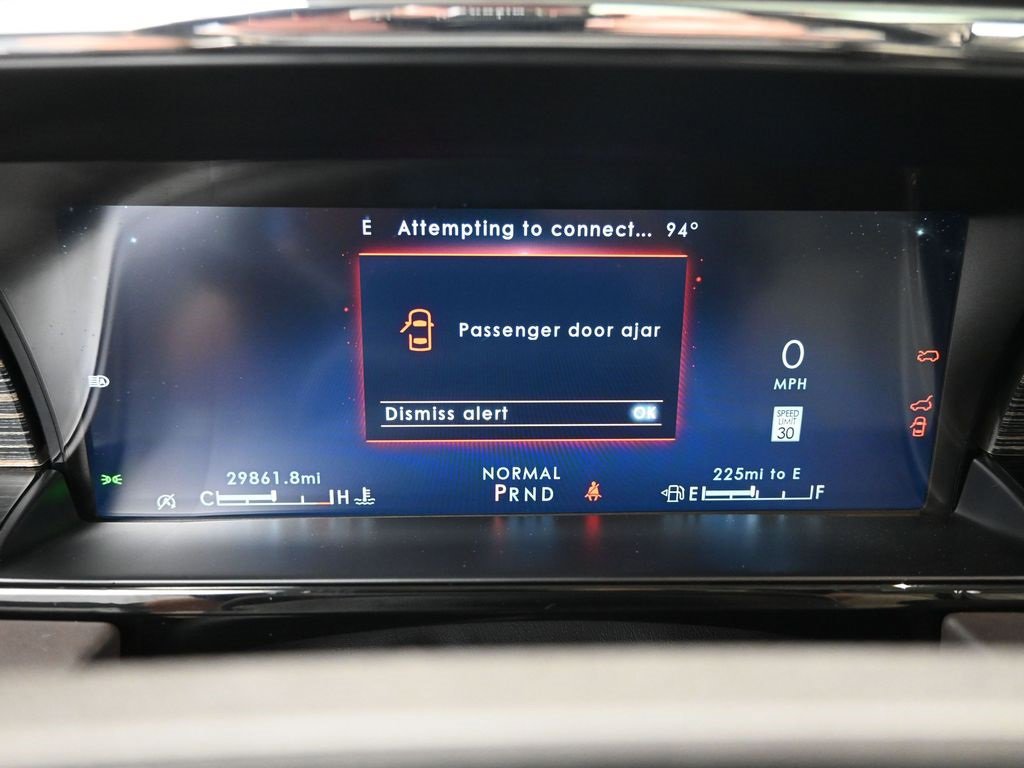 E Attempting to connect... 94°
Passenger door ajar
Dismiss alert OK
0
MPH
SPEED
LIMIT
30
A
29861.8mi
C H
NORMAL
PRND
225mi to E
E F